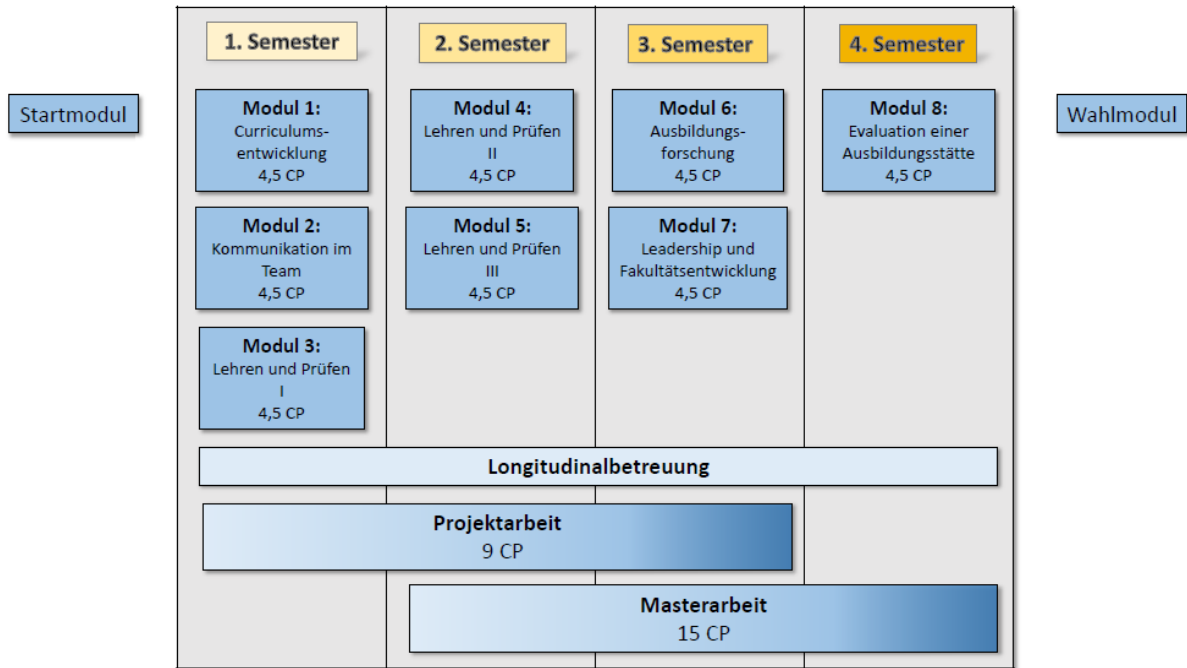 1. Semester
2. Semester
3. Semester
4. Semester
Startmodul
Modul 1:
Curriculums-
entwicklung
4,5 CP
Modul 4:
Lehren und Prüfen
II
4,5 CP
Modul 6:
Ausbildungs-
forschung
4,5 CP
Modul 8:
Evaluation einer
Ausbildungsstätte
4,5 CP
Wahlmodul
Modul 2:
Kommunikation im
Team
4,5 CP
Modul 5:
Lehren und Prüfen
III
4,5 CP
Modul 7:
Leadership und
Fakultätsentwicklung
4,5 CP
Modul 3:
Lehren und Prüfen
I
4,5 CP
Longitudinalbetreuung
Projektarbeit
9 CP
Masterarbeit
15 CP